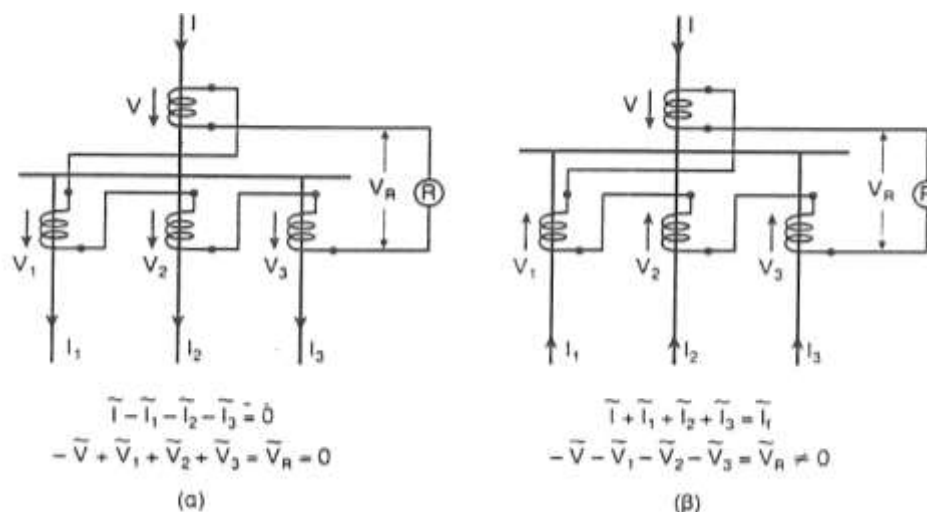 I
I
V
V
V_R
R
V_R
R
V_1
V_2
V_3
V_1
V_2
V_3
I_1
I_2
I_3
I_1
I_2
I_3
Ĩ − Ĩ_1 − Ĩ_2 − Ĩ_3 = 0
Ĩ + Ĩ_1 + Ĩ_2 + Ĩ_3 = Ĩ_f
− Ṽ + Ṽ_1 + Ṽ_2 + Ṽ_3 = Ṽ_R = 0
− Ṽ − Ṽ_1 − Ṽ_2 − Ṽ_3 = Ṽ_R ≠ 0
(α)
(β)